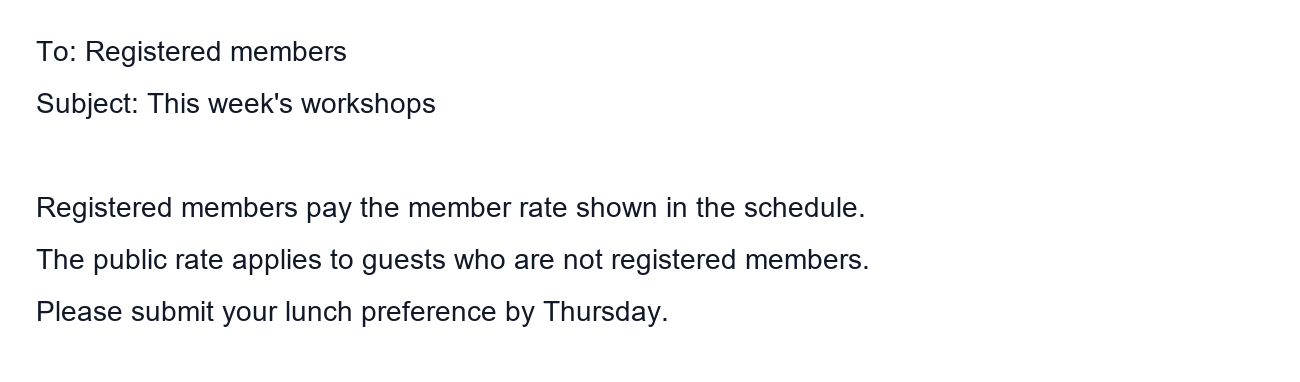 To: Registered members
Subject: This week's workshops
Registered members pay the member rate shown in the schedule.
The public rate applies to guests who are not registered members.
Please submit your lunch preference by Thursday.